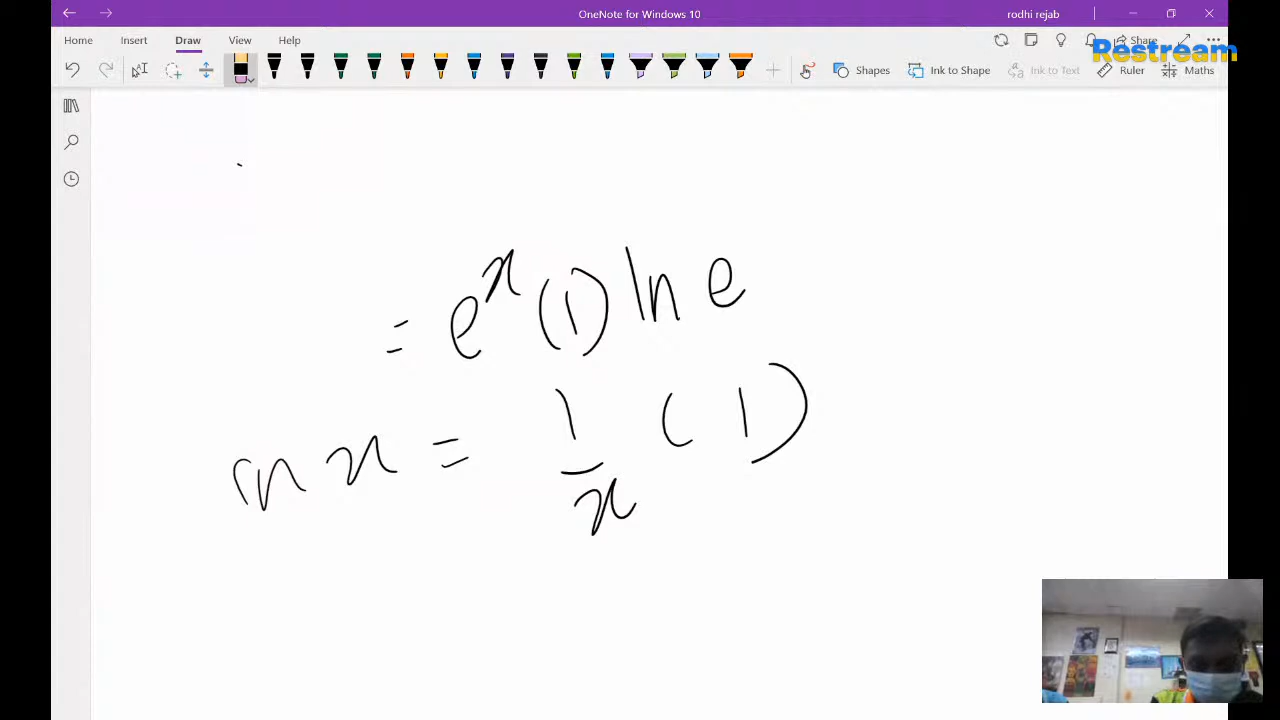 OneNote for Windows 10
rodhi rejab
Home Insert Draw View Help
Share
Restream
Shapes
Ink to Shape
Ink to Text
Ruler
Maths
= e^x (1) ln e
ln x = 1/x (1)